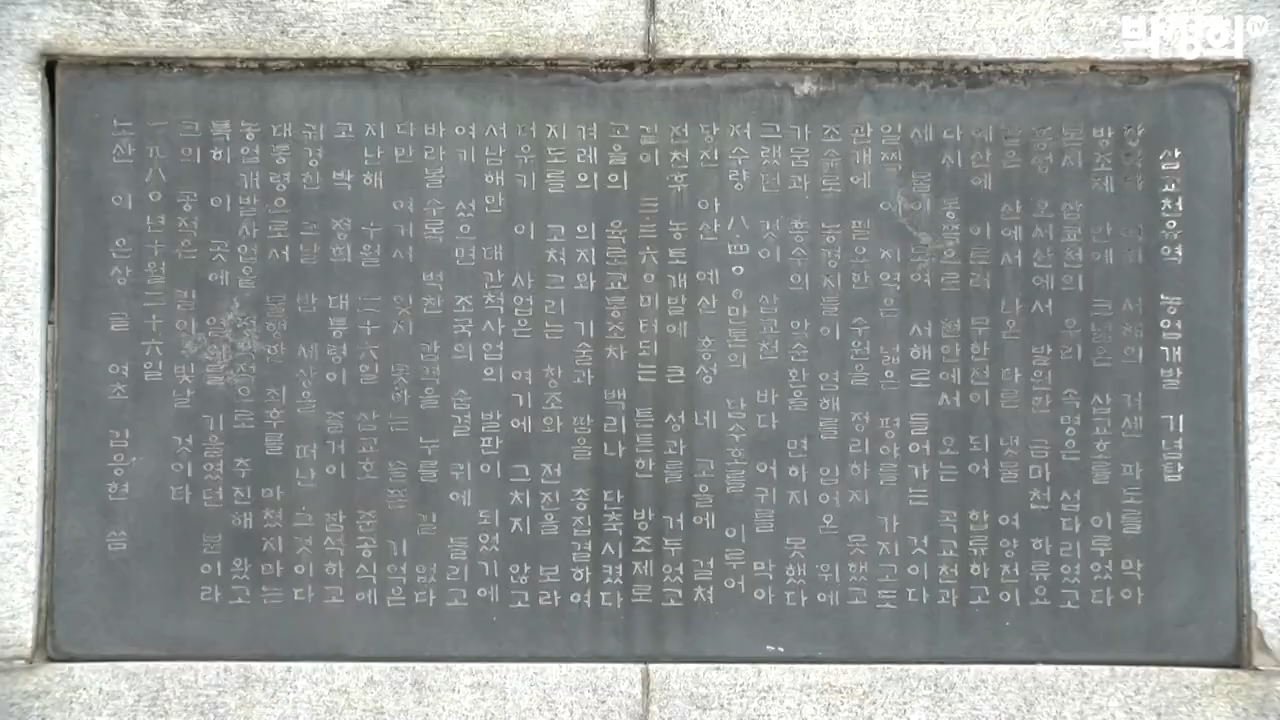 삽교천유역 농업개발 기념탑
여기 서해의 거센 파도를 막아
방조제 안에 그 넓은 삽교호를 이루었다
본시 삽교천의 우리 속명은 섭다리였고
오서산에서 발원한 금마천 하류요
같은 산에서 나온 다른 냇물 여양천이
예산에 이르러 무한천이 되어 합류하고
다시 동쪽으로 현안에서 오는 곡교천과
세 물이 모여 서해로 들어가는 것이다
일찍 이 지역은 넓은 평야를 가지고도
관개에 필요한 수원을 정리하지 못했고
조수로 농경지들이 염해를 입어온 위에
가뭄과 홍수의 앞순환을 면하지 못했다
그랬던 것이 삽교천 바다 어귀를 막아
저수량 八四○○만톤의 담수호를 이루어
당진 아산 예산 홍성 네 고을에 걸쳐
전천후 농토개발에 큰 성과를 거두었고
길이 三·三六○미터되는 튼튼한 방조제로
고을의 육로교통조차 백리나 단축시켰다
겨레의 의지와 기술과 땀을 총집결하여
지도를 고쳐그리는 창조와 전진을 보라
더우기 이 사업은 여기에 그치지 않고
서남해안 대간척사업의 발판이 되었기에
여기 섰으면 조국의 숨결 귀에 들리고
바라볼수록 벅찬 감격을 누를 길 없다
다만 여기서 잊지 못하는 슬픈 기억은
지난해 十월 二十六일 삽교호 준공식에
고 박정희 대통령이 즐거이 참석하고
귀경한 그날 밤 세상을 떠난 그것이다
대통령으로서 불행한 최후를 마쳤지마는
농업개발사업을 적극적으로 추진해 왔고
특히 이 곳에 일월을 기울였던 분이라
그의 공적은 길이 빛날 것이다
一九八○년十월二十六일
노산 이은상 글 여초 김응현 씀
박정희